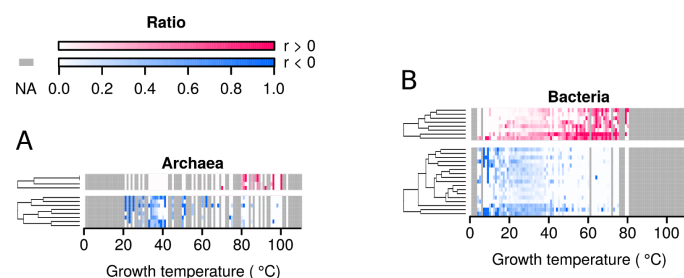 Ratio
r > 0
r < 0
NA 0.0 0.2 0.4 0.6 0.8 1.0
A
Archaea
0 20 40 60 80 100
Growth temperature ( °C)
B
Bacteria
0 20 40 60 80 100
Growth temperature ( °C)